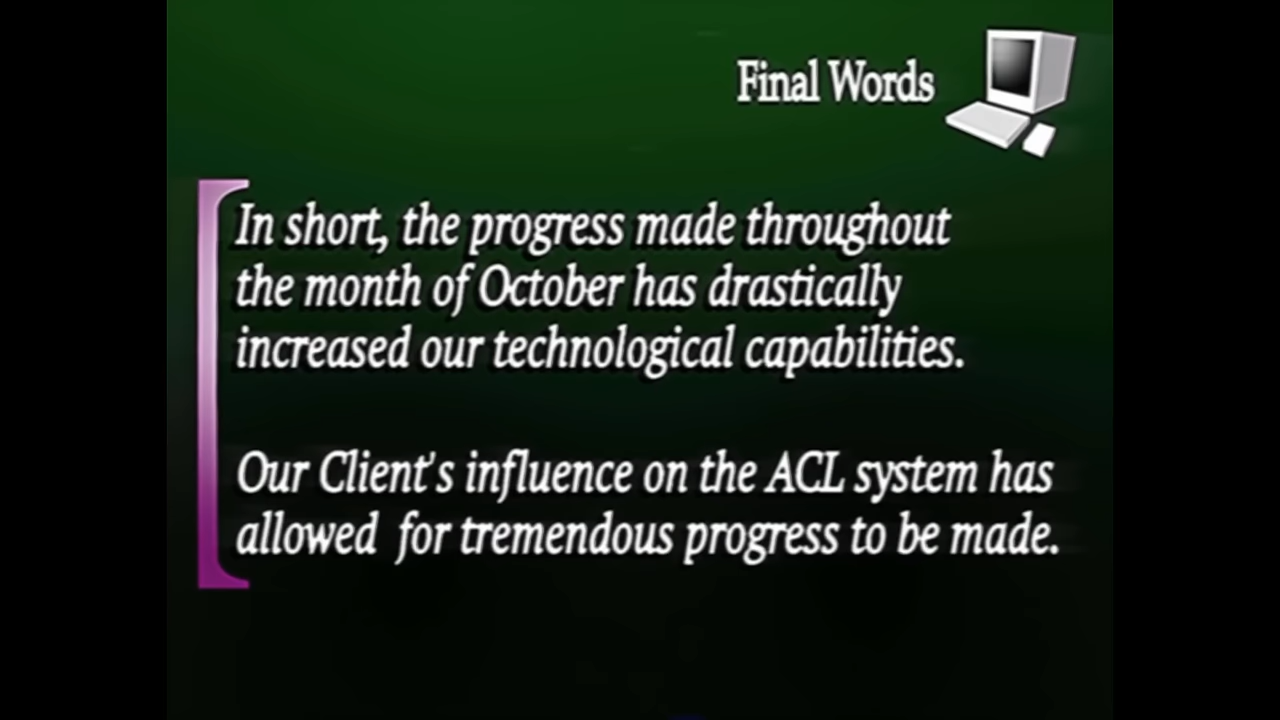 Final Words
In short, the progress made throughout
the month of October has drastically
increased our technological capabilities.
Our Client's influence on the ACL system has
allowed  for tremendous progress to be made.